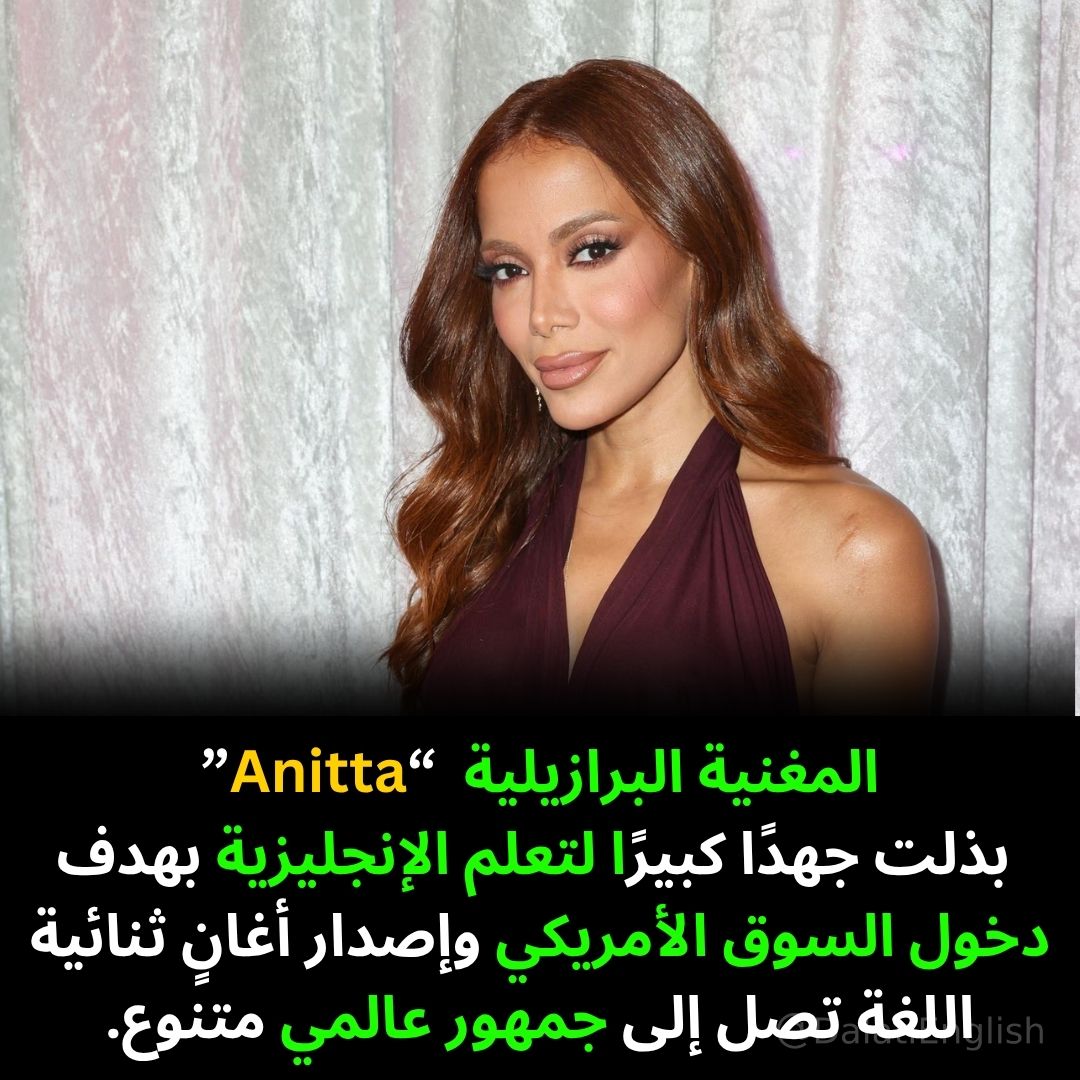 المغنية البرازيلية “Anitta”
بذلت جهدًا كبيرًا لتعلم الإنجليزية بهدف
دخول السوق الأمريكي وإصدار أغانٍ ثنائية
اللغة تصل إلى جمهور عالمي متنوع.